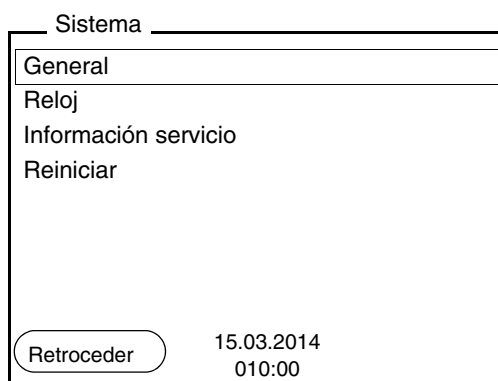 Sistema
General
Reloj
Información servicio
Reiniciar
Retroceder
15.03.2014
010:00